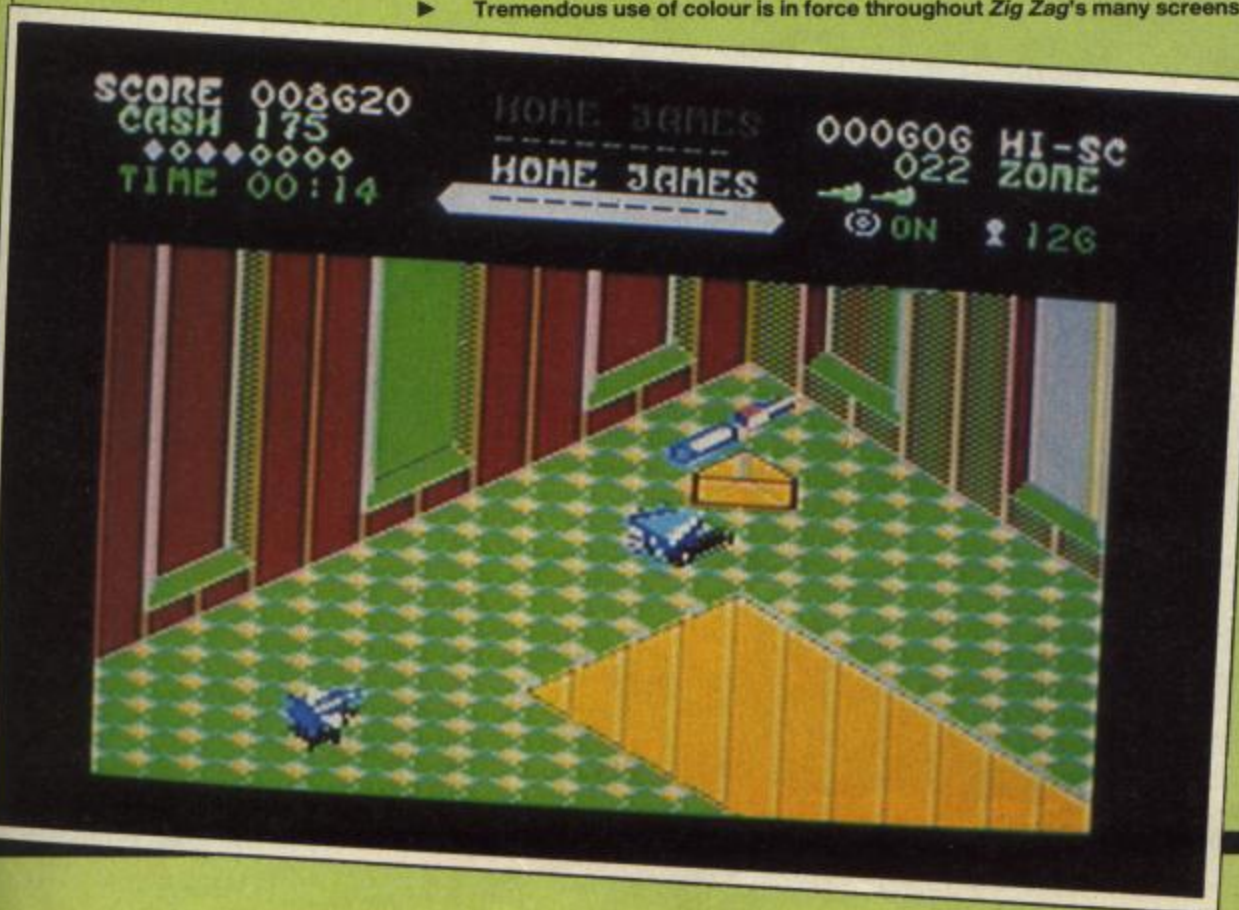 Tremendous use of colour is in force throughout Zig Zag's many screens
SCORE 008620
CASH 175
TIME 00:14
HOME JAMES
HOME JAMES
000606 HI-SC
022 ZONE
ON 126